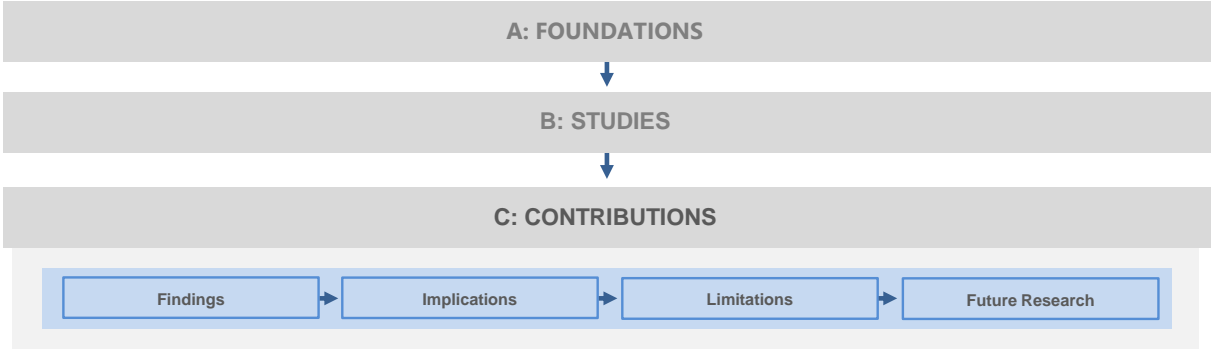 A: FOUNDATIONS
B: STUDIES
C: CONTRIBUTIONS
Findings
Implications
Limitations
Future Research